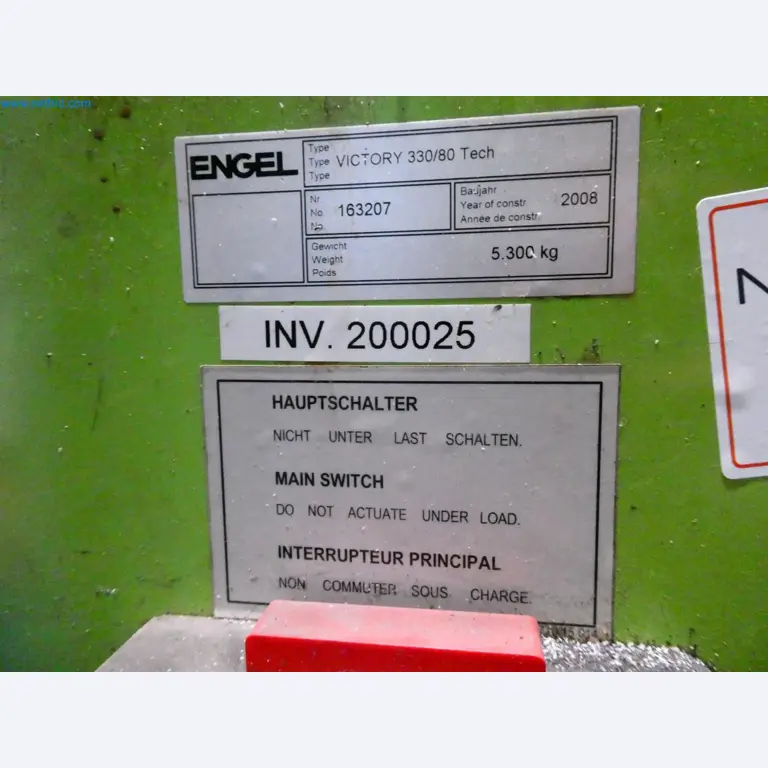 ENGEL
Type
Type VICTORY 330/80 Tech
Type
Nr
No. 163207
No.
Baujahr
Year of constr. 2008
Année de constr.
Gewicht
Weight 5.300 kg
Poids
INV. 200025
HAUPTSCHALTER
NICHT UNTER LAST SCHALTEN.
MAIN SWITCH
DO NOT ACTUATE UNDER LOAD.
INTERRUPTEUR PRINCIPAL
NON COMMUTER SOUS CHARGE.